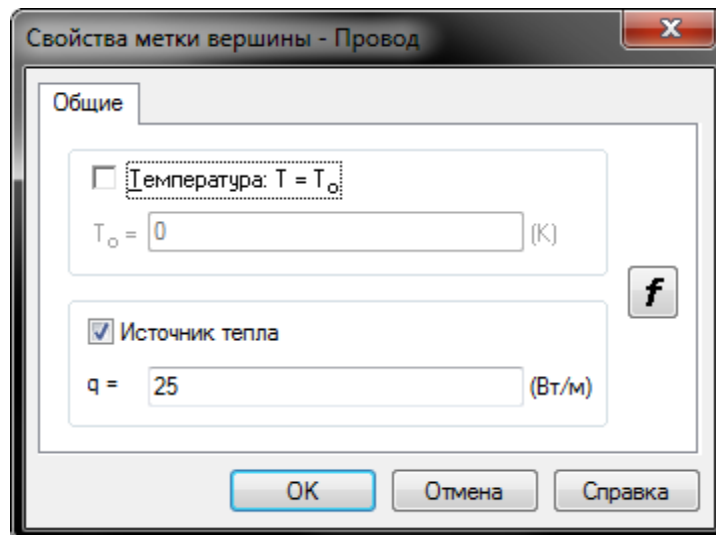 Свойства метки вершины - Провод
Общие
Температура: T = To
To = 0 (K)
f
Источник тепла
q = 25 (Вт/м)
OK Отмена Справка